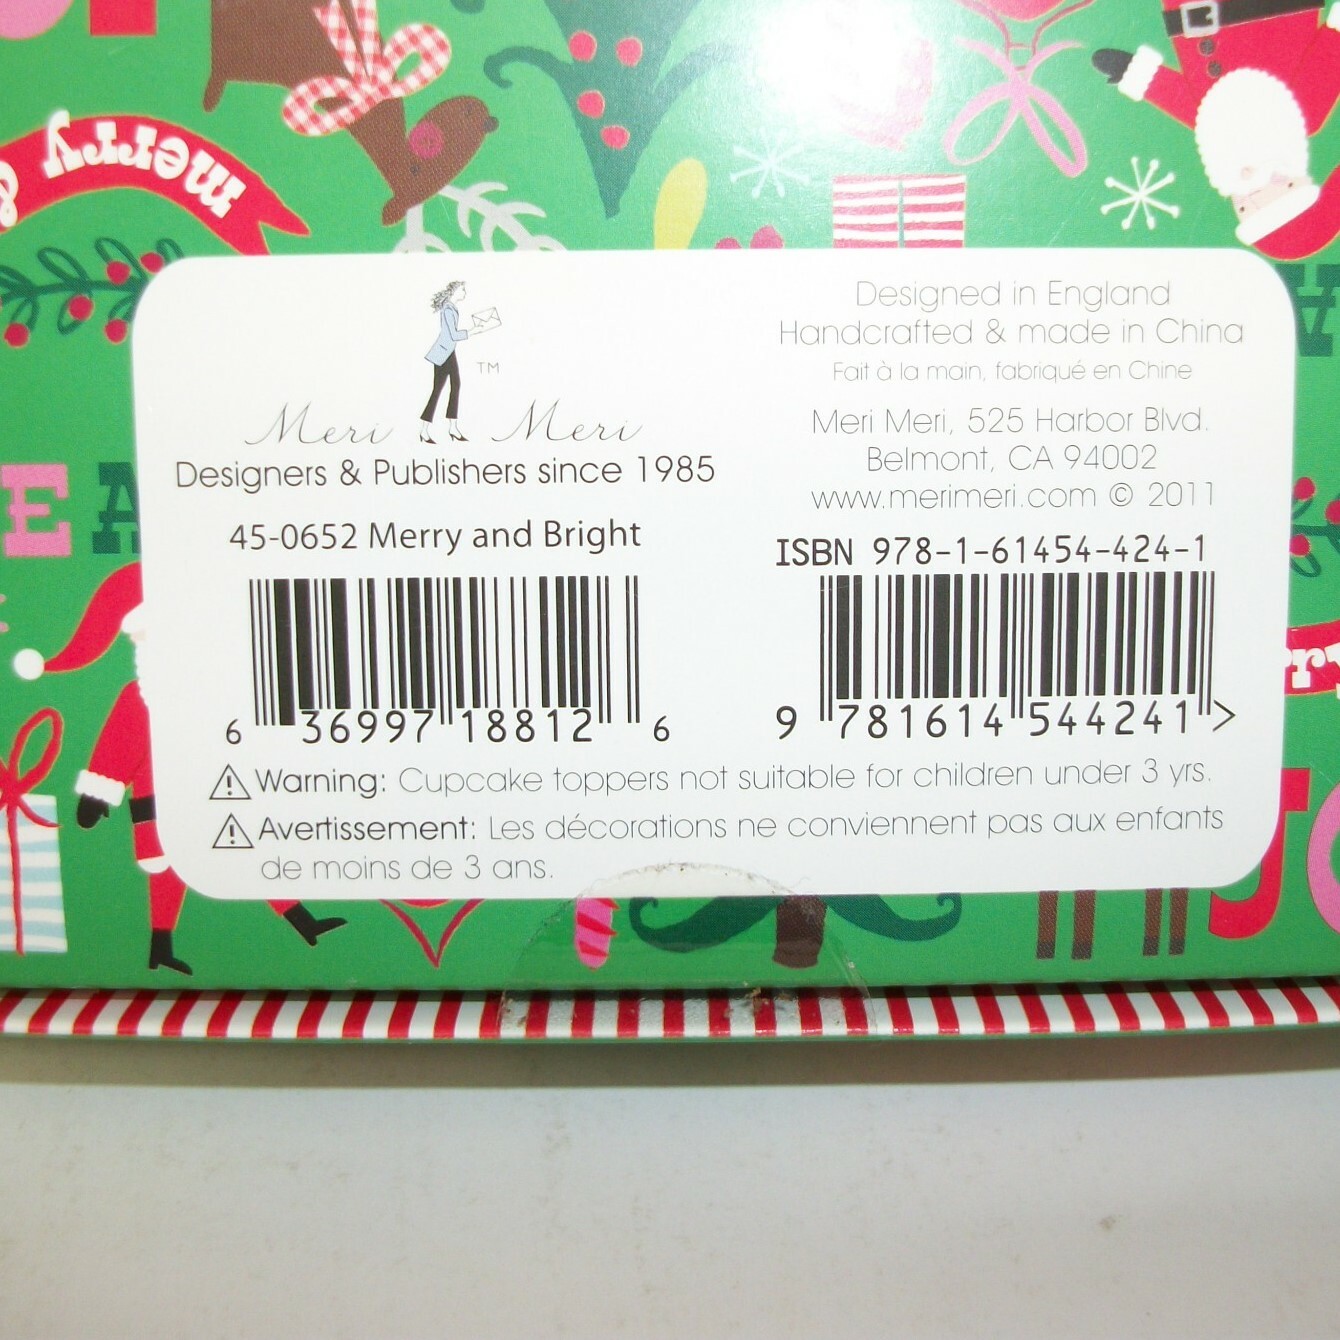 merry &
E A
TM
Meri Meri
Designers & Publishers since 1985
45-0652 Merry and Bright
6 36997 18812 6
Designed in England
Handcrafted & made in China
Fait à la main, fabriqué en Chine
Meri Meri, 525 Harbor Blvd.
Belmont, CA 94002
www.merimeri.com © 2011
ISBN 978-1-61454-424-1
9 781614 544241 >
Warning: Cupcake toppers not suitable for children under 3 yrs.
Avertissement: Les décorations ne conviennent pas aux enfants
de moins de 3 ans.
JO